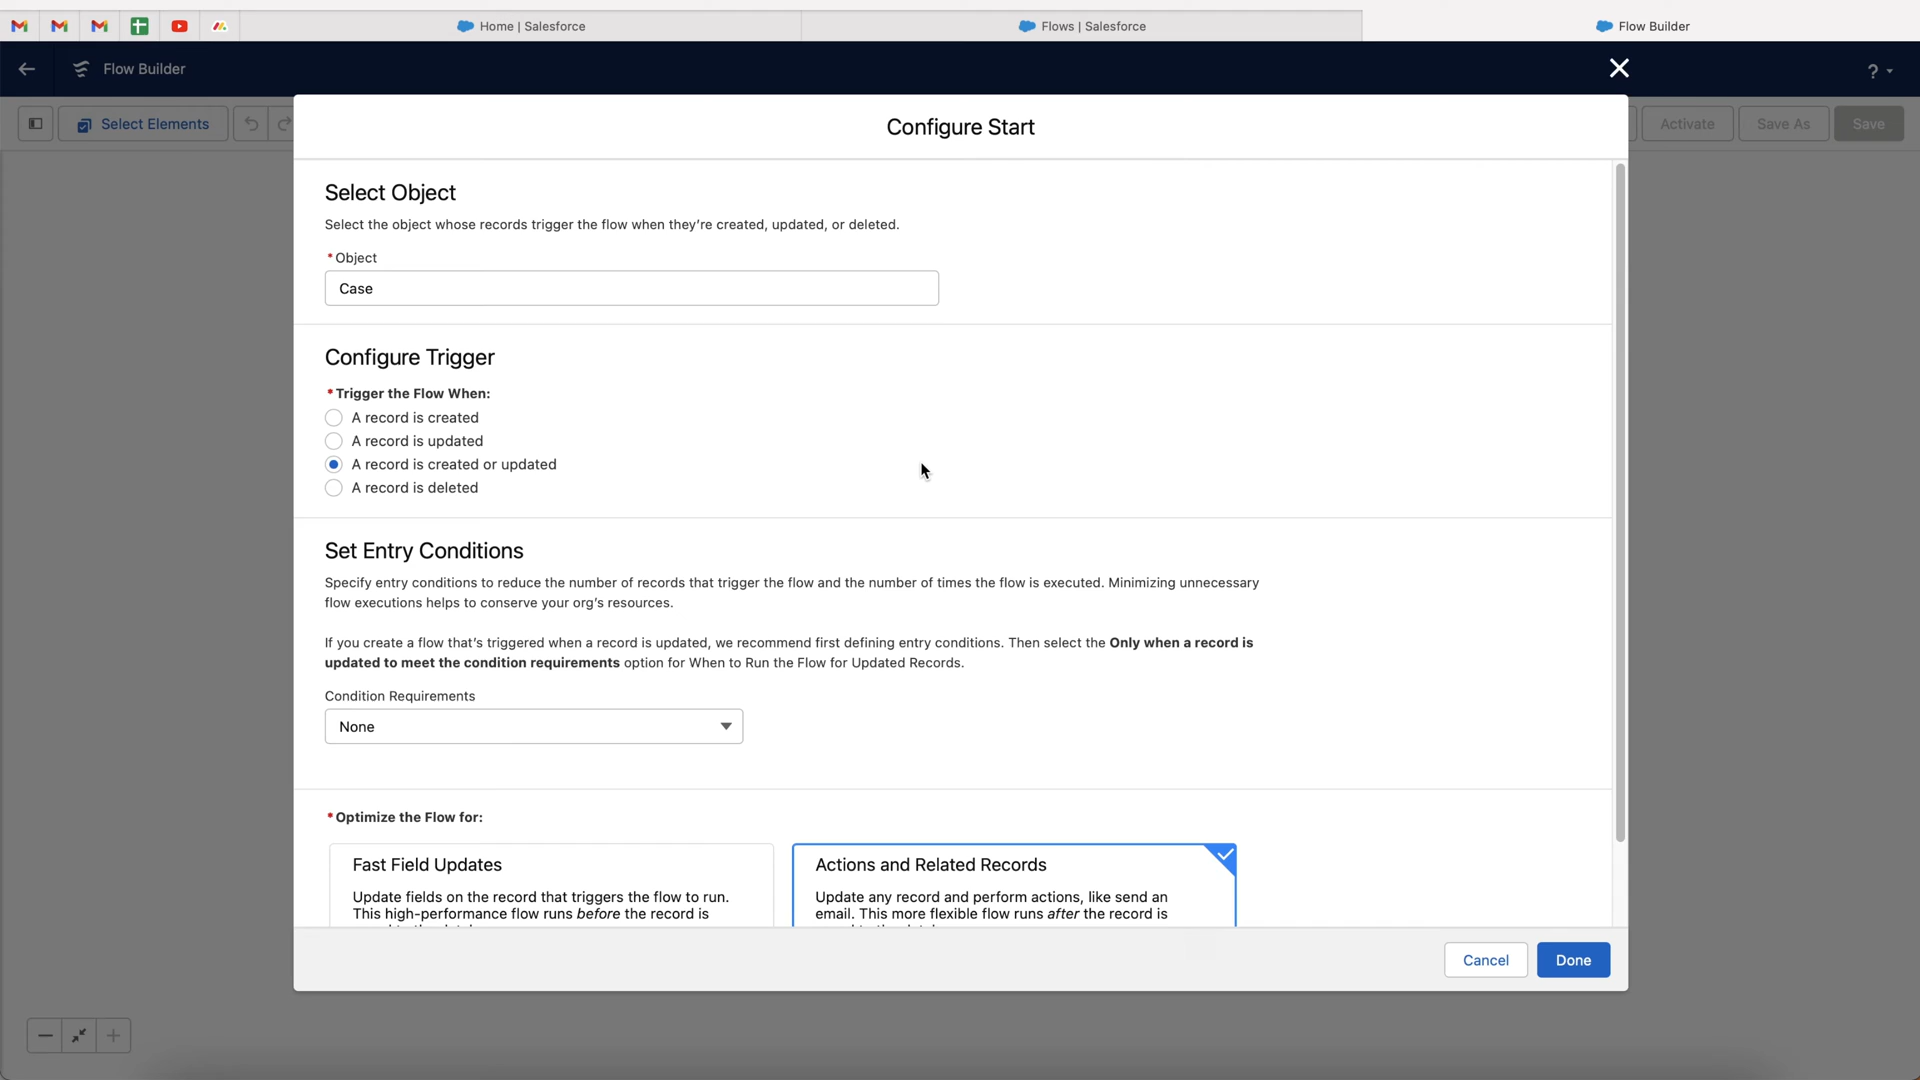 Home | Salesforce
Flows | Salesforce
Flow Builder
Flow Builder
?
Select Elements
Activate
Save As
Save
Configure Start
Select Object
Select the object whose records trigger the flow when they're created, updated, or deleted.
* Object
Case
Configure Trigger
* Trigger the Flow When:
A record is created
A record is updated
A record is created or updated
A record is deleted
Set Entry Conditions
Specify entry conditions to reduce the number of records that trigger the flow and the number of times the flow is executed. Minimizing unnecessary
flow executions helps to conserve your org's resources.
If you create a flow that's triggered when a record is updated, we recommend first defining entry conditions. Then select the Only when a record is
updated to meet the condition requirements option for When to Run the Flow for Updated Records.
Condition Requirements
None
* Optimize the Flow for:
Fast Field Updates
Update fields on the record that triggers the flow to run.
This high-performance flow runs before the record is
Actions and Related Records
Update any record and perform actions, like send an
email. This more flexible flow runs after the record is
Cancel
Done